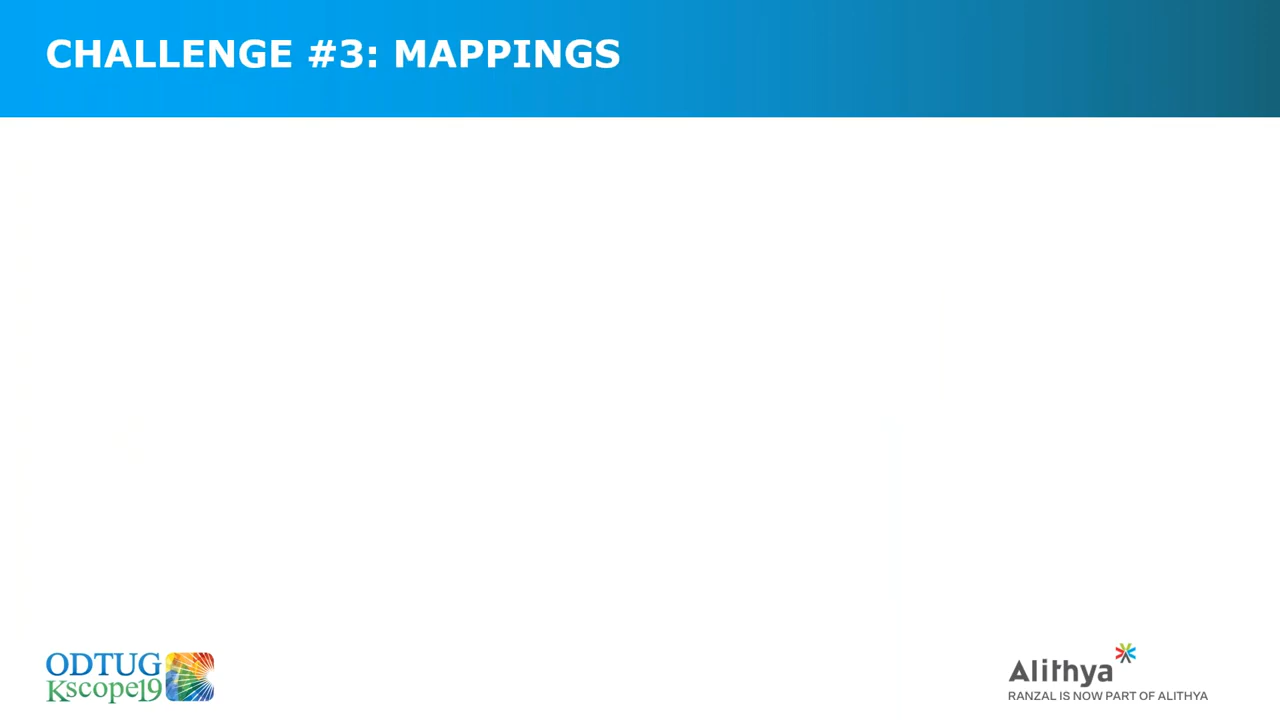 CHALLENGE #3: MAPPINGS
ODTUG
Kscope19
Alithya
RANZAL IS NOW PART OF ALITHYA